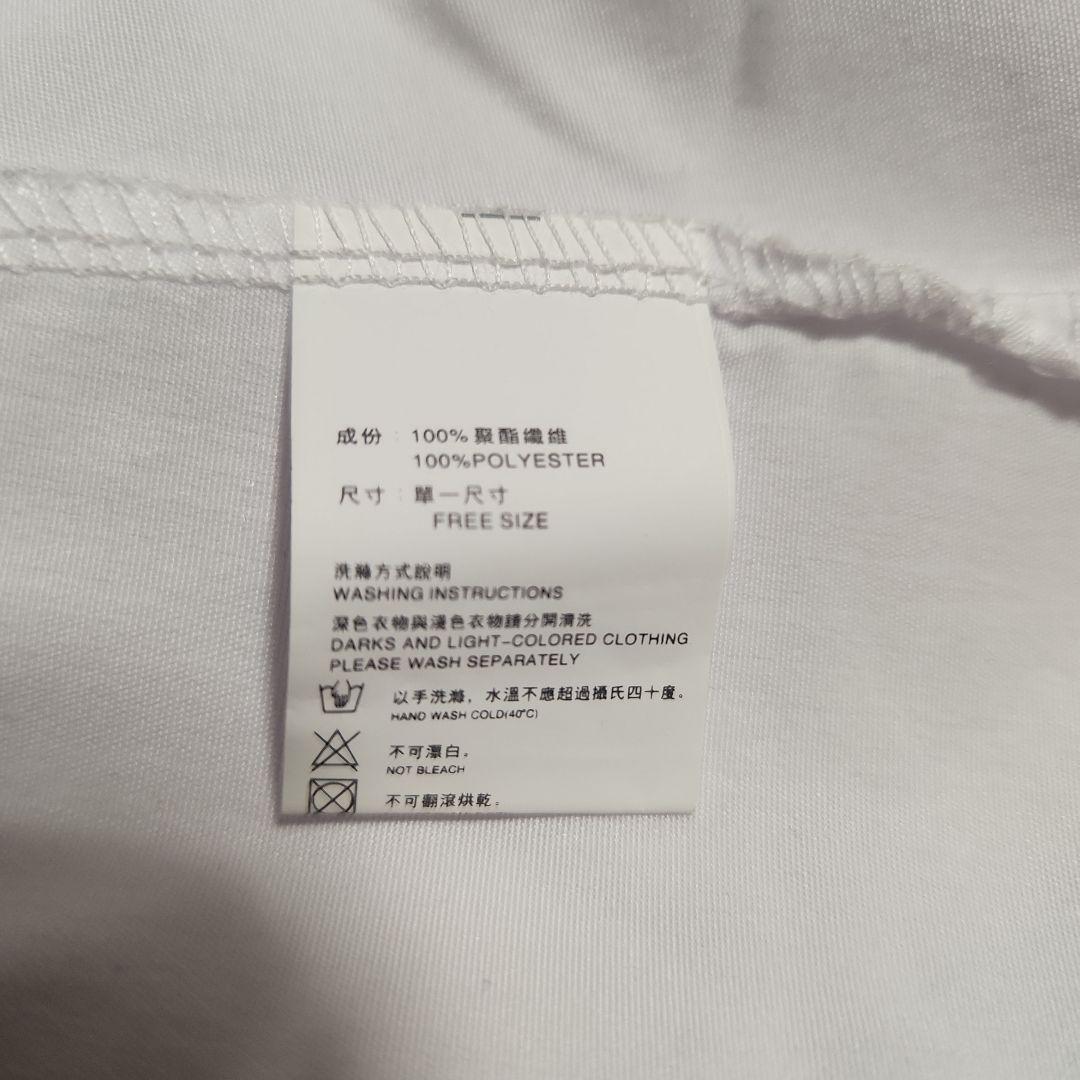 成份：100%聚酯纖維
100%POLYESTER
尺寸：單一尺寸
FREE SIZE
洗滌方式說明
WASHING INSTRUCTIONS
深色衣物與淺色衣物請分開清洗
DARKS AND LIGHT-COLORED CLOTHING
PLEASE WASH SEPARATELY
以手洗滌，水溫不應超過攝氏四十度。
HAND WASH COLD(40°C)
不可漂白。
NOT BLEACH
不可翻滾烘乾。